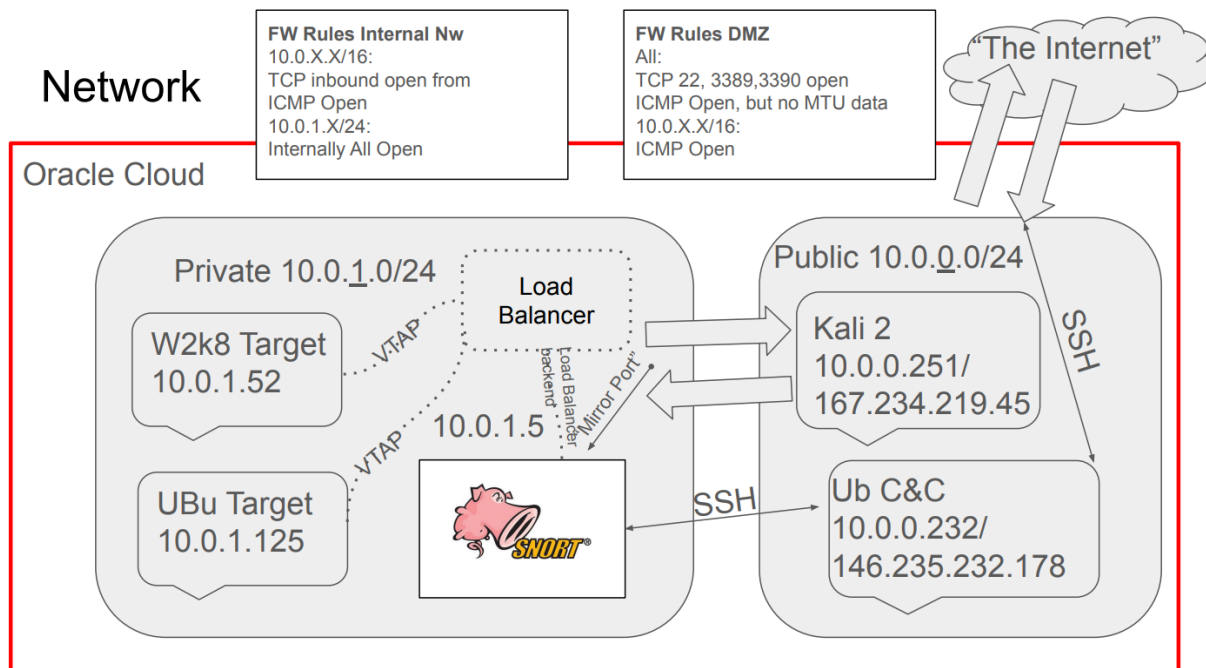 Network
FW Rules Internal Nw
10.0.X.X/16:
TCP inbound open from
ICMP Open
10.0.1.X/24:
Internally All Open
FW Rules DMZ
All:
TCP 22, 3389,3390 open
ICMP Open, but no MTU data
10.0.X.X/16:
ICMP Open
“The Internet”
Oracle Cloud
Private 10.0.1.0/24
Load
Balancer
W2k8 Target
10.0.1.52
VTAP
VTAP
UBu Target
10.0.1.125
10.0.1.5
Load Balancer
backend
Mirror Port”
SNORT®
SSH
Public 10.0.0.0/24
Kali 2
10.0.0.251/
167.234.219.45
SSH
Ub C&C
10.0.0.232/
146.235.232.178